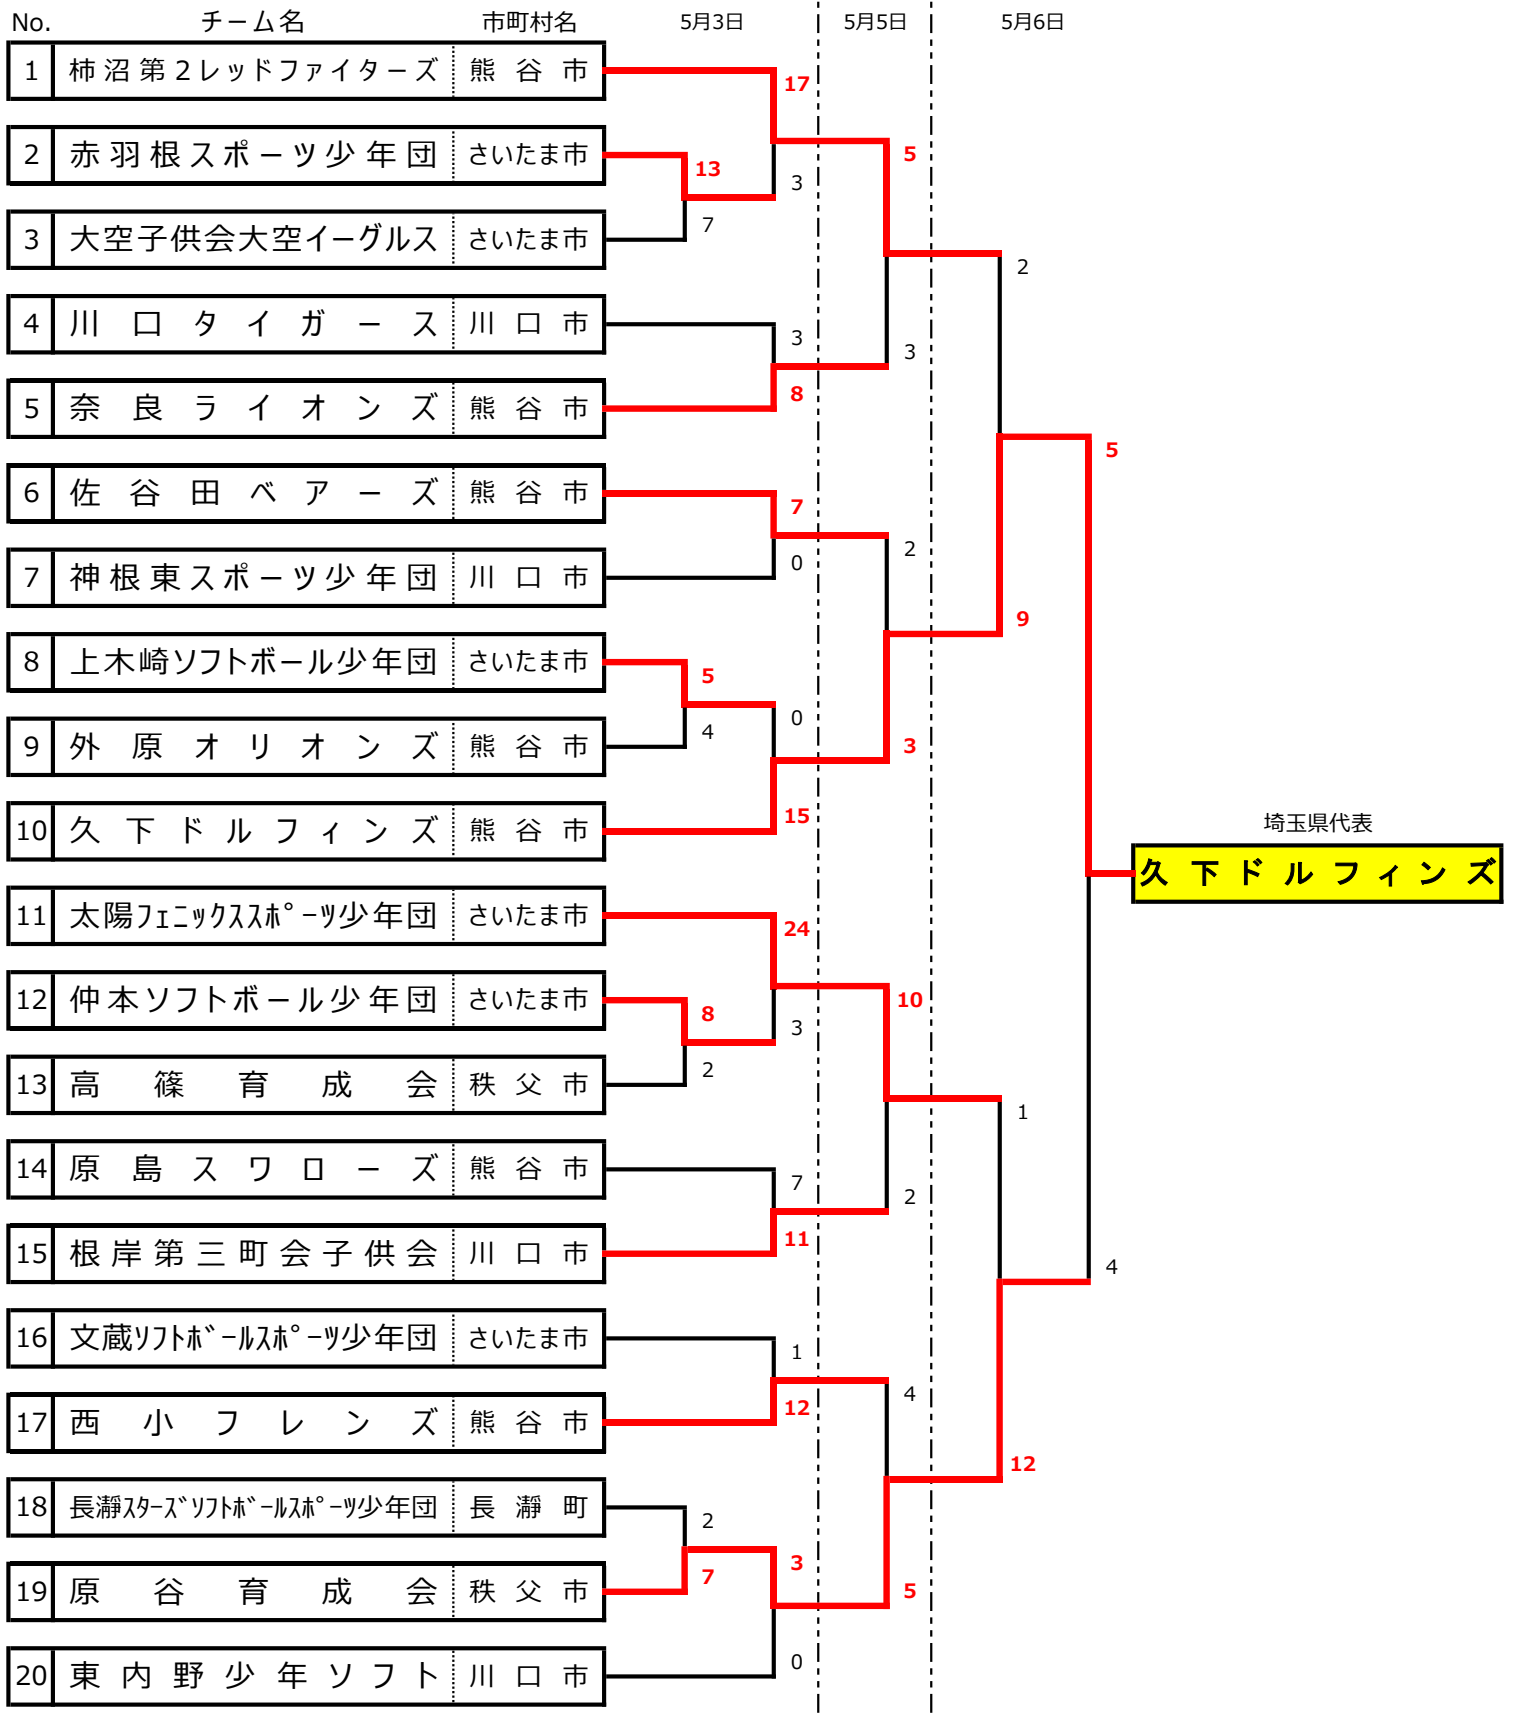 No. チーム名 市町村名 5月3日 5月5日 5月6日
1 柿沼第2レッドファイターズ 熊谷市
17
2 赤羽根スポーツ少年団 さいたま市
5
13
3
7
3 大空子供会大空イーグルス さいたま市
2
4 川口タイガース 川口市
3
3
8
5 奈良ライオンズ 熊谷市
5
6 佐谷田ベアーズ 熊谷市
7
2
0
7 神根東スポーツ少年団 川口市
9
8 上木崎ソフトボール少年団 さいたま市
5
0
4
9 外原オリオンズ 熊谷市
3
15
10 久下ドルフィンズ 熊谷市
埼玉県代表
久下ドルフィンズ
11 太陽フェニックススポーツ少年団 さいたま市
24
12 仲本ソフトボール少年団 さいたま市
10
8
3
2
13 高篠育成会 秩父市
1
14 原島スワローズ 熊谷市
7
2
11
15 根岸第三町会子供会 川口市
4
16 文蔵ソフトボールスポーツ少年団 さいたま市
1
4
12
17 西小フレンズ 熊谷市
12
18 長瀞スターズソフトボールスポーツ少年団 長瀞町
2
3
7
19 原谷育成会 秩父市
5
0
20 東内野少年ソフト 川口市